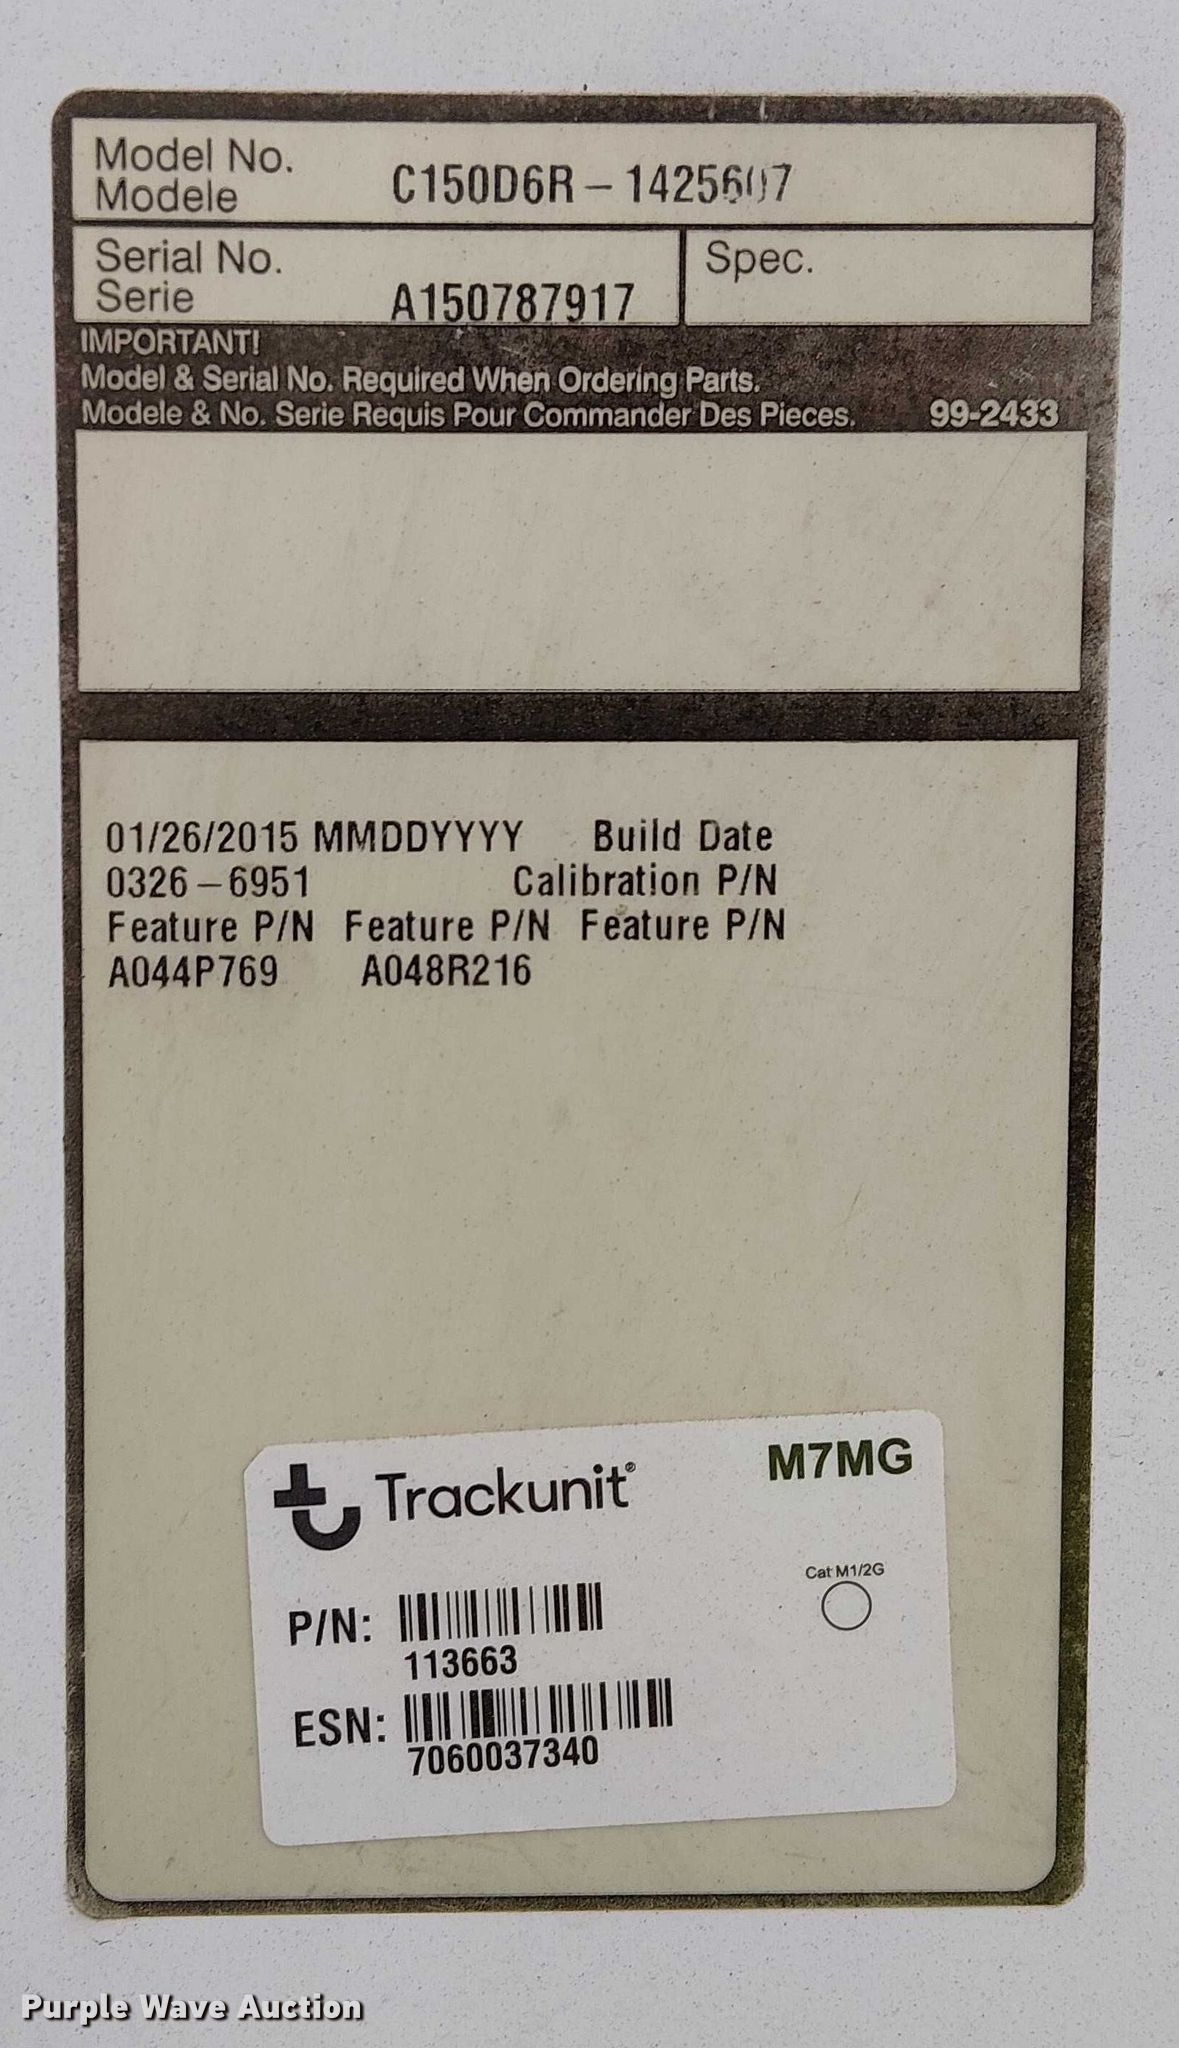 Model No.
Modele
C150D6R – 1425607
Serial No.
Serie
A150787917
Spec.
IMPORTANT!
Model & Serial No. Required When Ordering Parts.
Modele & No. Serie Requis Pour Commander Des Pieces. 99-2433
01/26/2015 MMDDYYYY Build Date
0326 – 6951 Calibration P/N
Feature P/N Feature P/N Feature P/N
A044P769 A048R216
Trackunit®
M7MG
Cat M1/2G
P/N:
113663
ESN:
7060037340
Purple Wave Auction